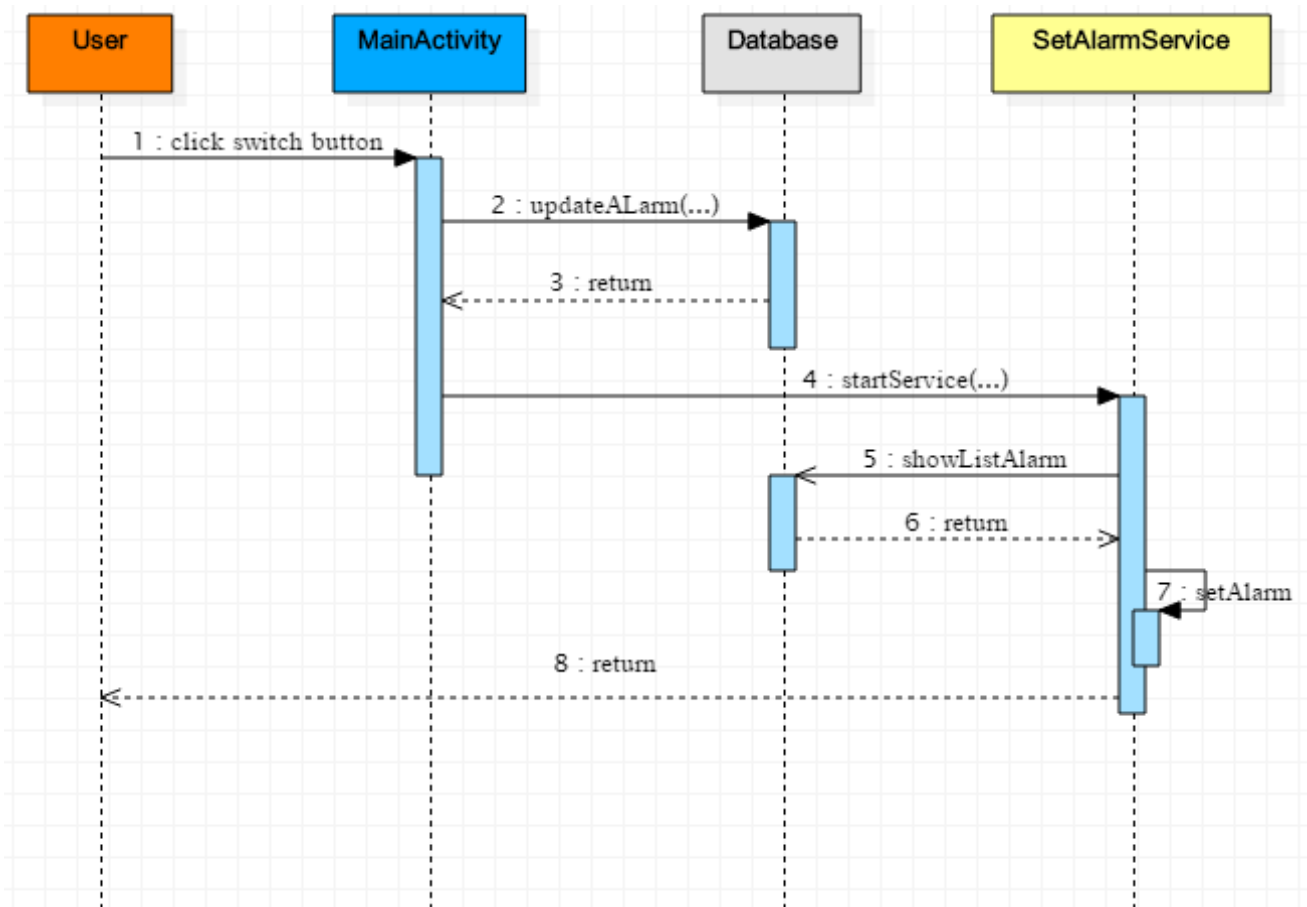 User
MainActivity
Database
SetAlarmService
1 : click switch button
2 : updateALarm(...)
3 : return
4 : startService(...)
5 : showListAlarm
6 : return
7 : setAlarm
8 : return